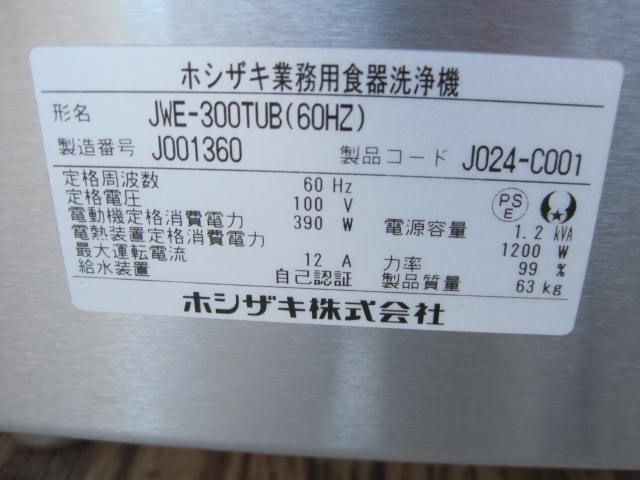 ホシザキ業務用食器洗浄機
形名 JWE-300TUB(60HZ)
製造番号 J001360 製品コード J024-C001
定格周波数 60 Hz
定格電圧 100 V
PS E
電動機定格消費電力 390 W 電源容量 1.2 kVA
電熱装置定格消費電力 1200 W
最大運転電流 12 A 力率 99 %
給水装置 自己認証 製品質量 63 kg
ホシザキ株式会社